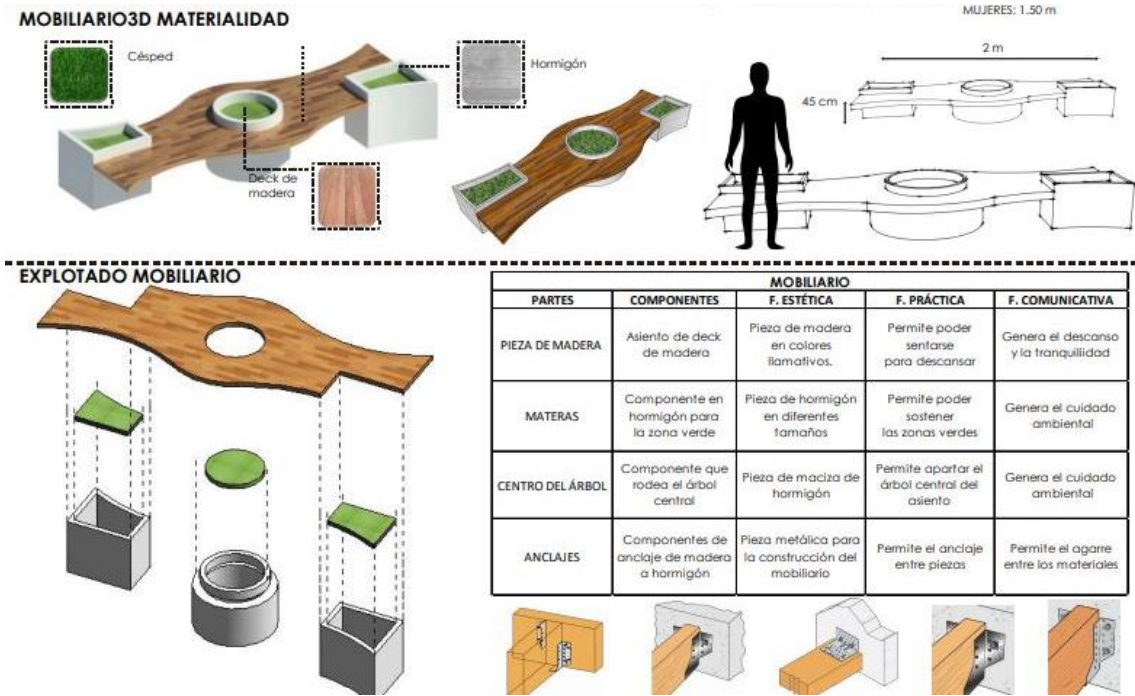 MOBILIARIO3D MATERIALIDAD
MUJERES: 1.50 m
Césped
Hormigón
Deck de
madera
2 m
45 cm
EXPLOTADO MOBILIARIO
MOBILIARIO
PARTES COMPONENTES F. ESTÉTICA F. PRÁCTICA F. COMUNICATIVA
PIEZA DE MADERA
Asiento de deck
de madera
Pieza de madera
en colores
llamativos.
Permite poder
sentarse
para descansar
Genera el descanso
y la tranquilidad
MATERAS
Componente en
hormigón para
la zona verde
Pieza de hormigón
en diferentes
tamaños
Permite poder
sostener
las zonas verdes
Genera el cuidado
ambiental
CENTRO DEL ÁRBOL
Componente que
rodea el árbol
central
Pieza de maciza de
hormigón
Permite apartar el
árbol central del
asiento
Genera el cuidado
ambiental
ANCLAJES
Componentes de
anclaje de madera
a hormigón
Pieza metálica para
la construcción del
mobiliario
Permite el anclaje
entre piezas
Permite el agarre
entre los materiales